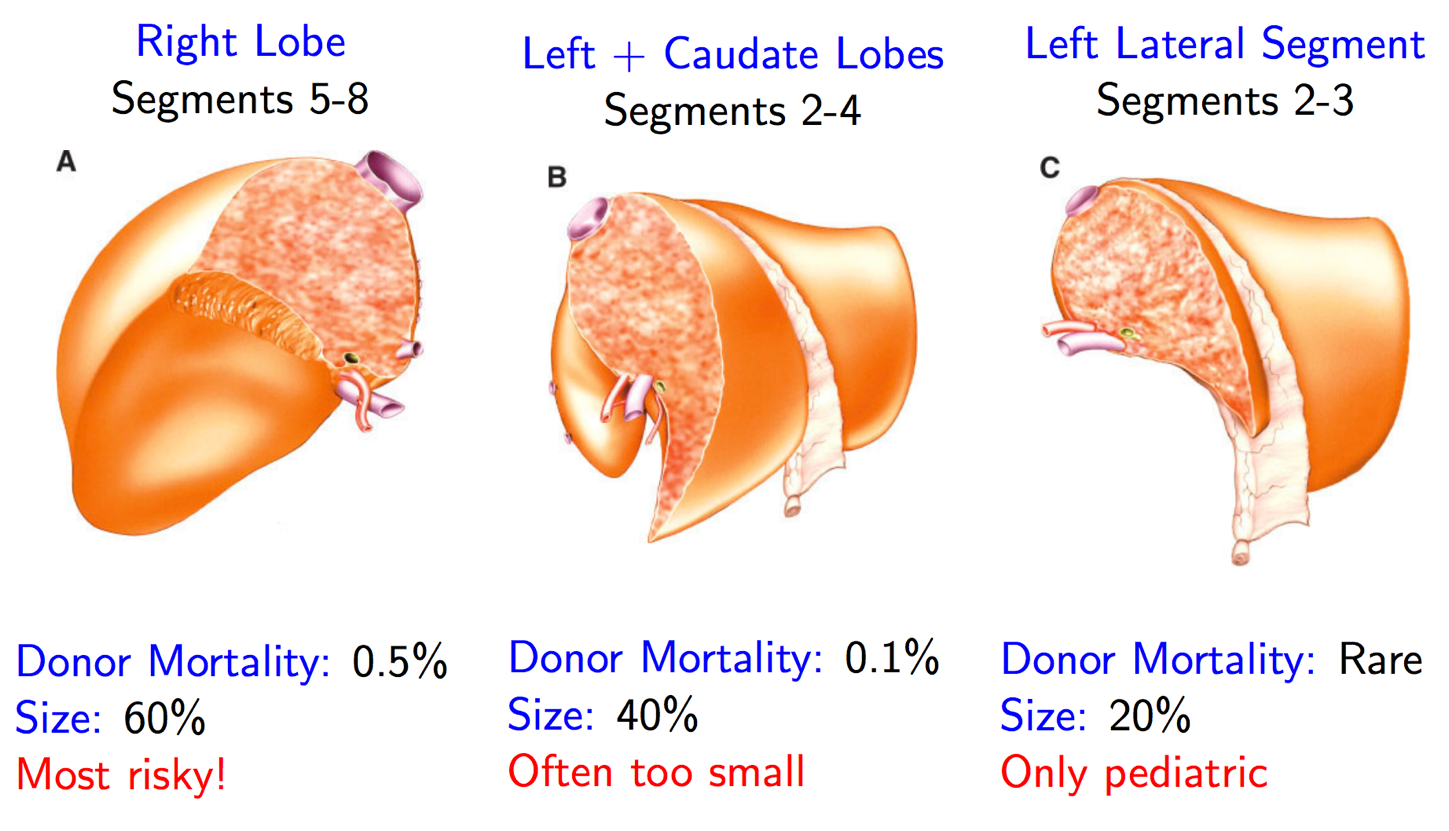 Right Lobe
Segments 5-8
A
Donor Mortality: 0.5%
Size: 60%
Most risky!
Left + Caudate Lobes
Segments 2-4
B
Donor Mortality: 0.1%
Size: 40%
Often too small
Left Lateral Segment
Segments 2-3
C
Donor Mortality: Rare
Size: 20%
Only pediatric